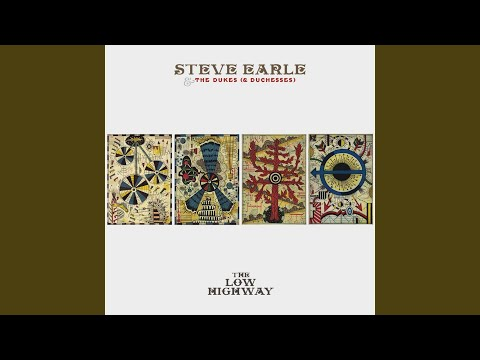 STEVE EARLE
& THE DUKES (& DUCHESSES)
THE
LOW
HIGHWAY